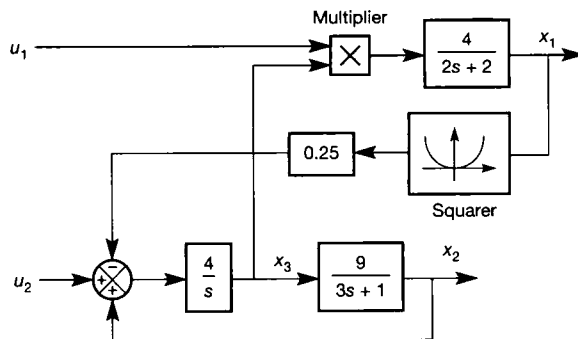 Multiplier
u1
×
4
2s + 2
x1
0.25
Squarer
u2
−
+
+
4
s
x3
9
3s + 1
x2